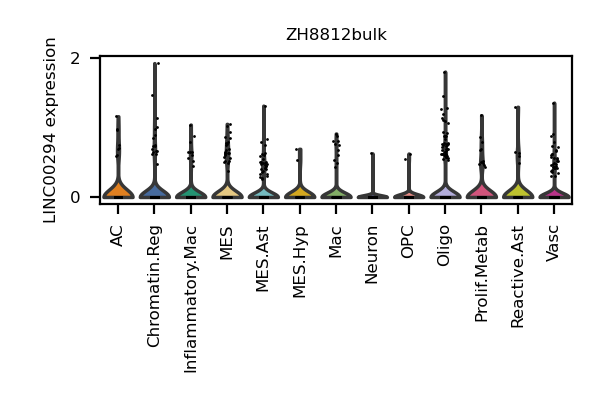 ZH8812bulk
LINC00294 expression
2
0
AC
Chromatin.Reg
Inflammatory.Mac
MES
MES.Ast
MES.Hyp
Mac
Neuron
OPC
Oligo
Prolif.Metab
Reactive.Ast
Vasc